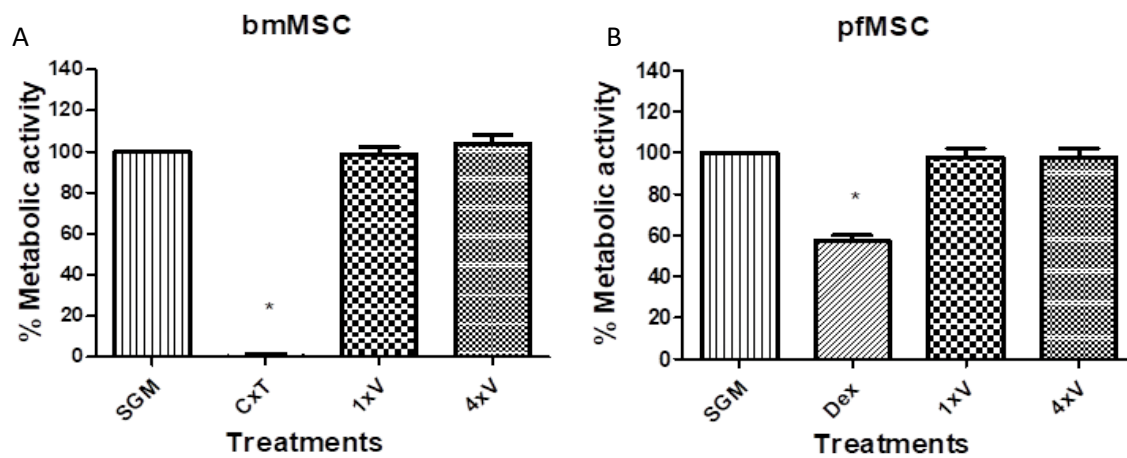 A
bmMSC
% Metabolic activity
140
120
100
80
60
40
20
0
*
SGM
CxT
1xV
4xV
Treatments
B
pfMSC
% Metabolic activity
140
120
100
80
60
40
20
0
*
SGM
Dex
1xV
4xV
Treatments